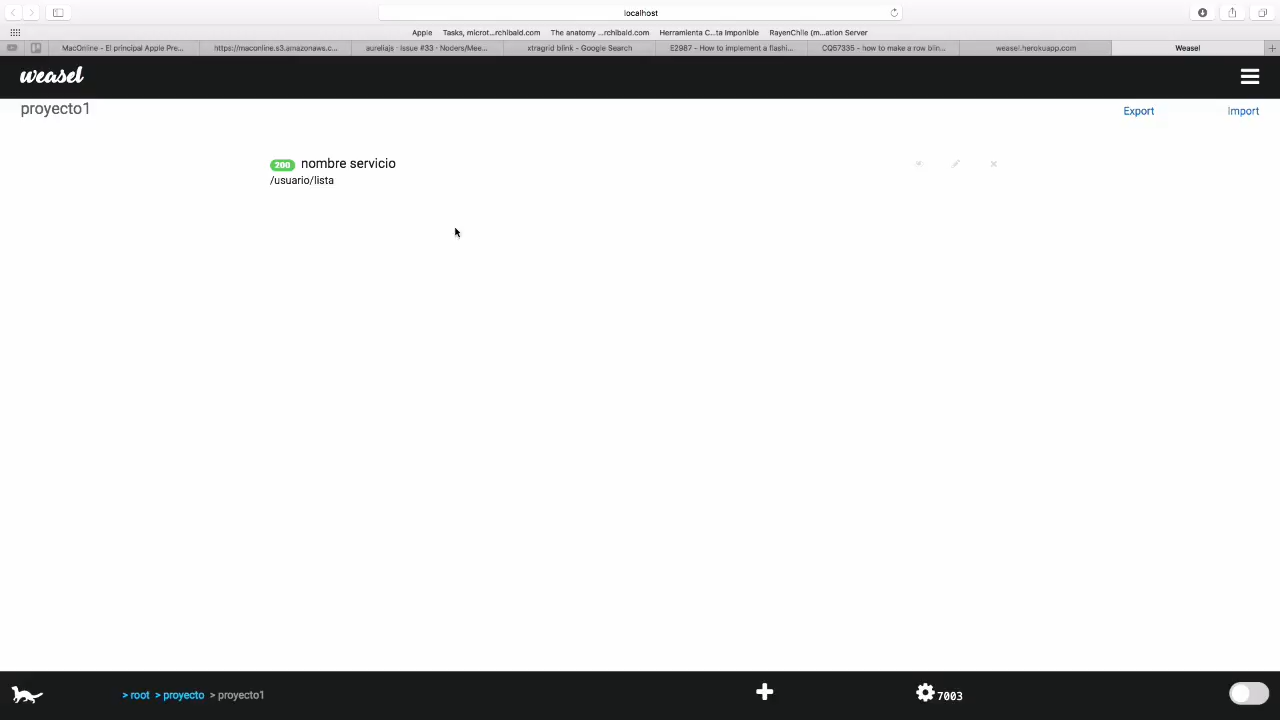 localhost
Apple Tasks, microt...rchibald.com The anatomy ...rchibald.com Herramienta C...ta Imponible RayenChile (m...ation Server
MacOnline - El principal Apple Pre... https://maconline.s3.amazonaws.c... aureliajs · Issue #33 · Noders/Mee... xtragrid blink - Google Search E2987 - How to implement a flashi... CQ57335 - how to make a row blin... weasel.herokuapp.com Weasel
weasel
proyecto1 Export Import
200 nombre servicio
/usuario/lista
> root > proyecto > proyecto1 7003